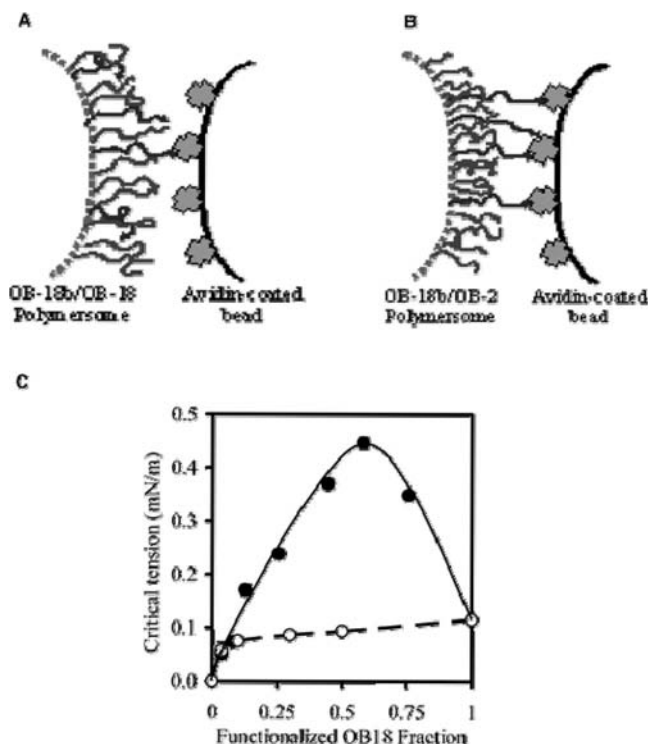 A
B
OB-18b/OB-18
Polymersome
Avidin-coated
bead
OB-18b/OB-2
Polymersome
Avidin-coated
bead
C
0.5
0.4
0.3
0.2
0.1
0.0
Critical tension (mN/m)
0 0.25 0.5 0.75 1
Functionalized OB18 Fraction